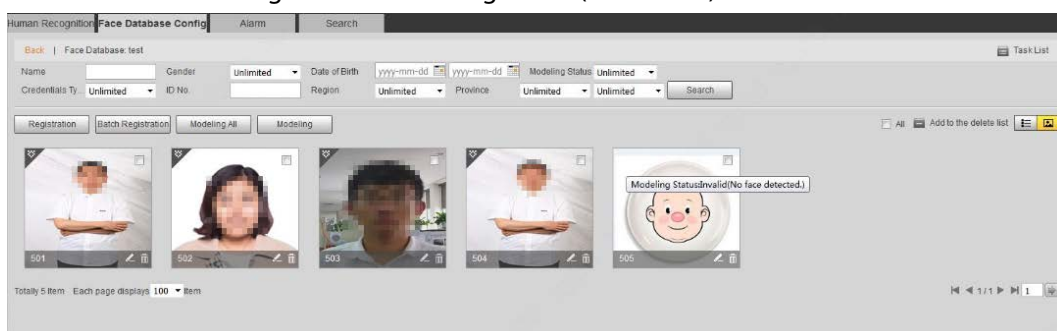 Human Recognition Face Database Config Alarm Search
Back | Face Database: test Task List
Name Gender Unlimited Date of Birth yyyy-mm-dd yyyy-mm-dd Modeling Status Unlimited
Credentials Ty... Unlimited ID No. Region Unlimited Province Unlimited Unlimited Search
Registration Batch Registration Modeling All Modeling All Add to the delete list
Modeling Status:Invalid(No face detected.)
501 502 503 504 505
Totally 5 Item Each page displays 100 Item 1/1 1